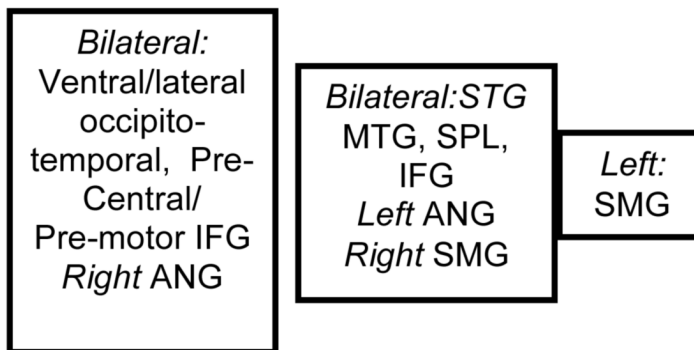 Bilateral:
Ventral/lateral
occipito-
temporal, Pre-
Central/
Pre-motor IFG
Right ANG
Bilateral:STG
MTG, SPL,
IFG
Left ANG
Right SMG
Left:
SMG